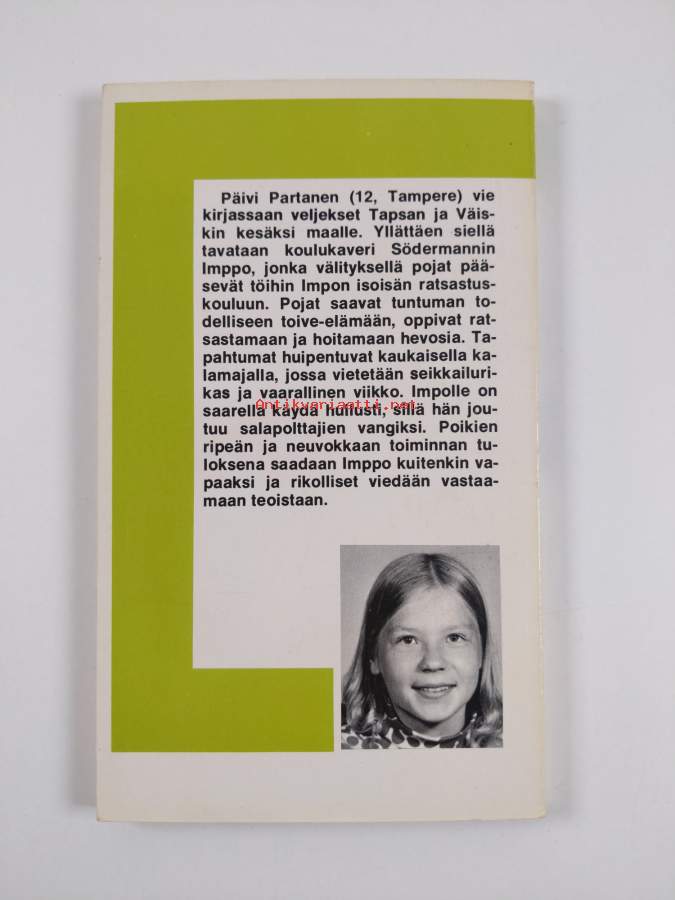 Päivi Partanen (12, Tampere) vie
kirjassaan veljekset Tapsan ja Väis-
kin kesäksi maalle. Yllättäen siellä
tavataan koulukaveri Södermannin
Imppo, jonka välityksellä pojat pää-
sevät töihin Impon isoisän ratsastus-
kouluun. Pojat saavat tuntuman to-
delliseen toive-elämään, oppivat rat-
sastamaan ja hoitamaan hevosia. Ta-
pahtumat huipentuvat kaukaisella ka-
lamajalla, jossa vietetään seikkailuri-
kas ja vaarallinen viikko. Impolle on
Antikvariaatti.net
saarella käydä hullusti, sillä hän jou-
tuu salapolttajien vangiksi. Poikien
ripeän ja neuvokkaan toiminnan tu-
loksena saadaan Imppo kuitenkin va-
paaksi ja rikolliset viedään vastaa-
maan teoistaan.